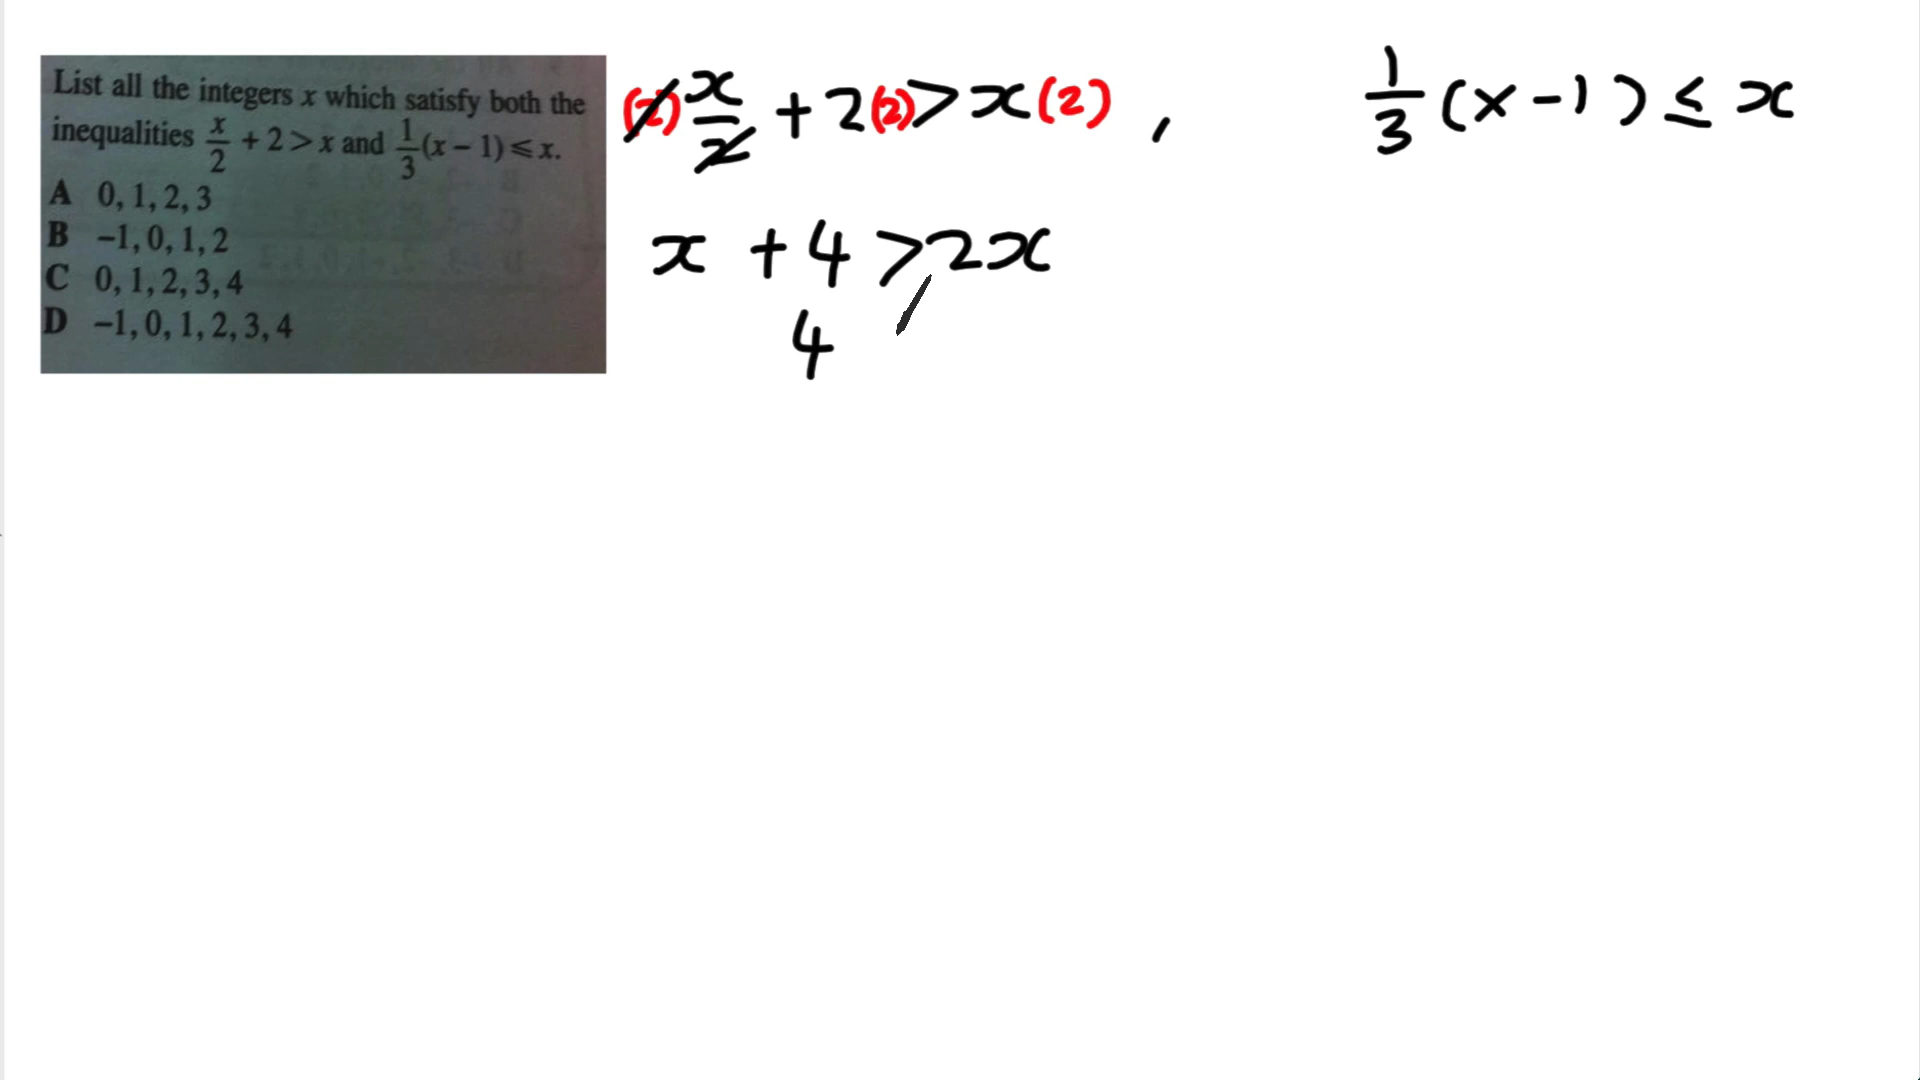 List all the integers x which satisfy both the
inequalities x/2 + 2 > x and 1/3(x – 1) ⩽ x.
A 0, 1, 2, 3
B –1, 0, 1, 2
C 0, 1, 2, 3, 4
D –1, 0, 1, 2, 3, 4
(2) x/2 + 2(2) > x(2) , 1/3 (x - 1) ≤ x
x + 4 > 2x
4